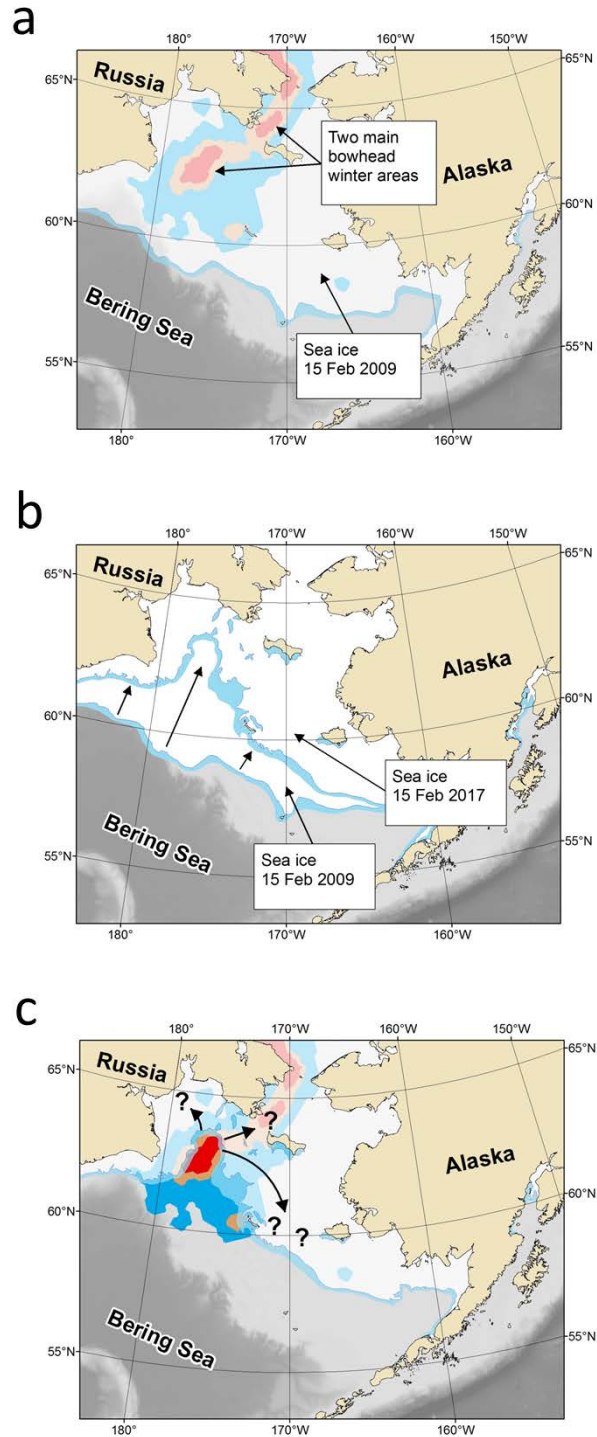 a
180°
170°W
150°W
65°N
65°N
Russia
Two main
bowhead
winter areas
Alaska
60°N
60°N
Bering Sea
Sea ice
15 Feb 2009
55°N
55°N
180°
170°W
160°W
b
180°
170°W
150°W
65°N
65°N
Russia
Alaska
60°N
60°N
Sea ice
15 Feb 2017
Bering Sea
Sea ice
15 Feb 2009
55°N
55°N
180°
170°W
160°W
c
180°
170°W
150°W
65°N
65°N
Russia
?
?
Alaska
60°N
60°N
?
?
Bering Sea
55°N
55°N
180°
170°W
160°W